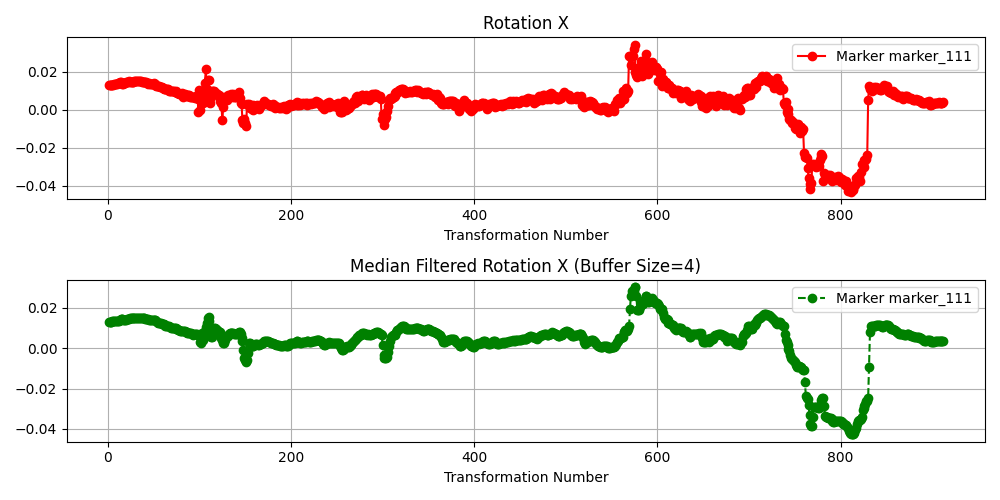 Rotation X
Marker marker_111
0.02
0.00
−0.02
−0.04
0 200 400 600 800
Transformation Number
Median Filtered Rotation X (Buffer Size=4)
Marker marker_111
0.02
0.00
−0.02
−0.04
0 200 400 600 800
Transformation Number